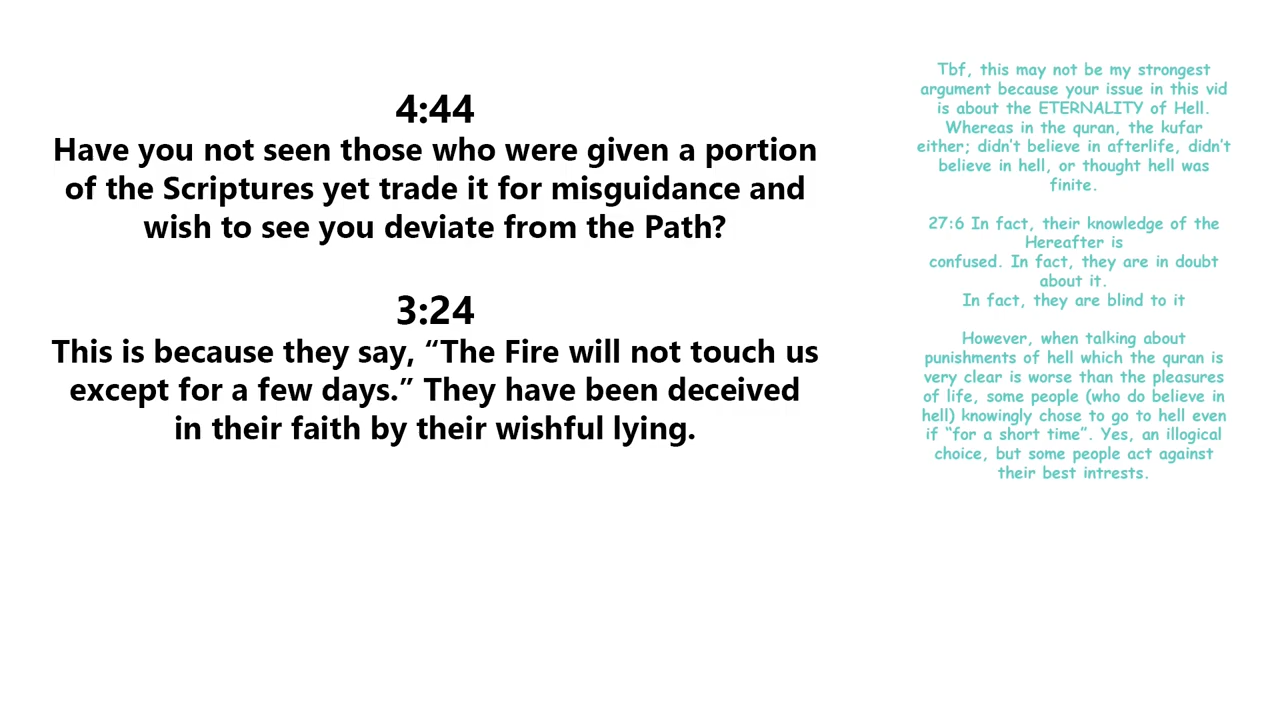 4:44
Have you not seen those who were given a portion
of the Scriptures yet trade it for misguidance and
wish to see you deviate from the Path?
3:24
This is because they say, “The Fire will not touch us
except for a few days.” They have been deceived
in their faith by their wishful lying.
Tbf, this may not be my strongest
argument because your issue in this vid
is about the ETERNALITY of Hell.
Whereas in the quran, the kufar
either; didn’t believe in afterlife, didn’t
believe in hell, or thought hell was
finite.
27:6 In fact, their knowledge of the
Hereafter is
confused. In fact, they are in doubt
about it.
In fact, they are blind to it
However, when talking about
punishments of hell which the quran is
very clear is worse than the pleasures
of life, some people (who do believe in
hell) knowingly chose to go to hell even
if “for a short time”. Yes, an illogical
choice, but some people act against
their best intrests.